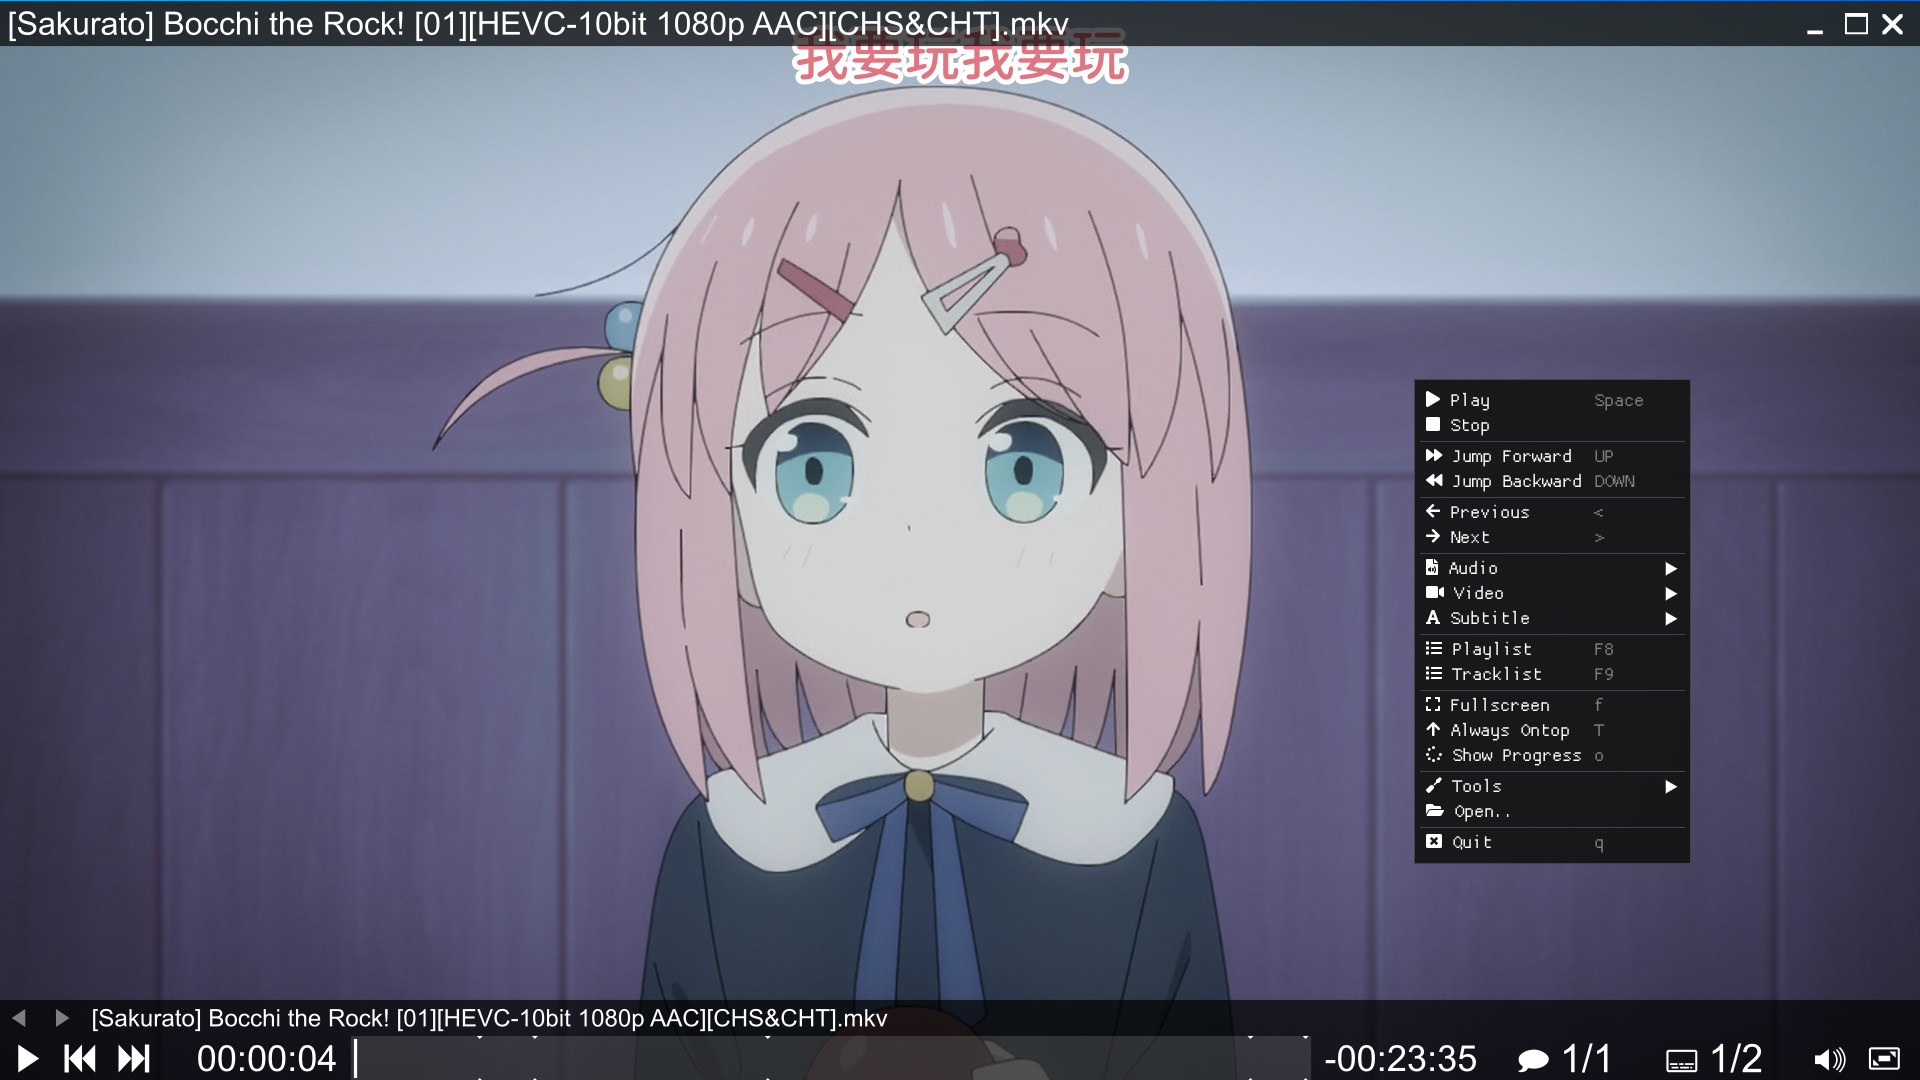 [Sakurato] Bocchi the Rock! [01][HEVC-10bit 1080p AAC][CHS&CHT].mkv
我要玩我要玩
Play Space
Stop
Jump Forward UP
Jump Backward DOWN
Previous <
Next >
Audio
Video
Subtitle
Playlist F8
Tracklist F9
Fullscreen f
Always Ontop T
Show Progress o
Tools
Open..
Quit q
[Sakurato] Bocchi the Rock! [01][HEVC-10bit 1080p AAC][CHS&CHT].mkv
00:00:04 -00:23:35 1/1 1/2